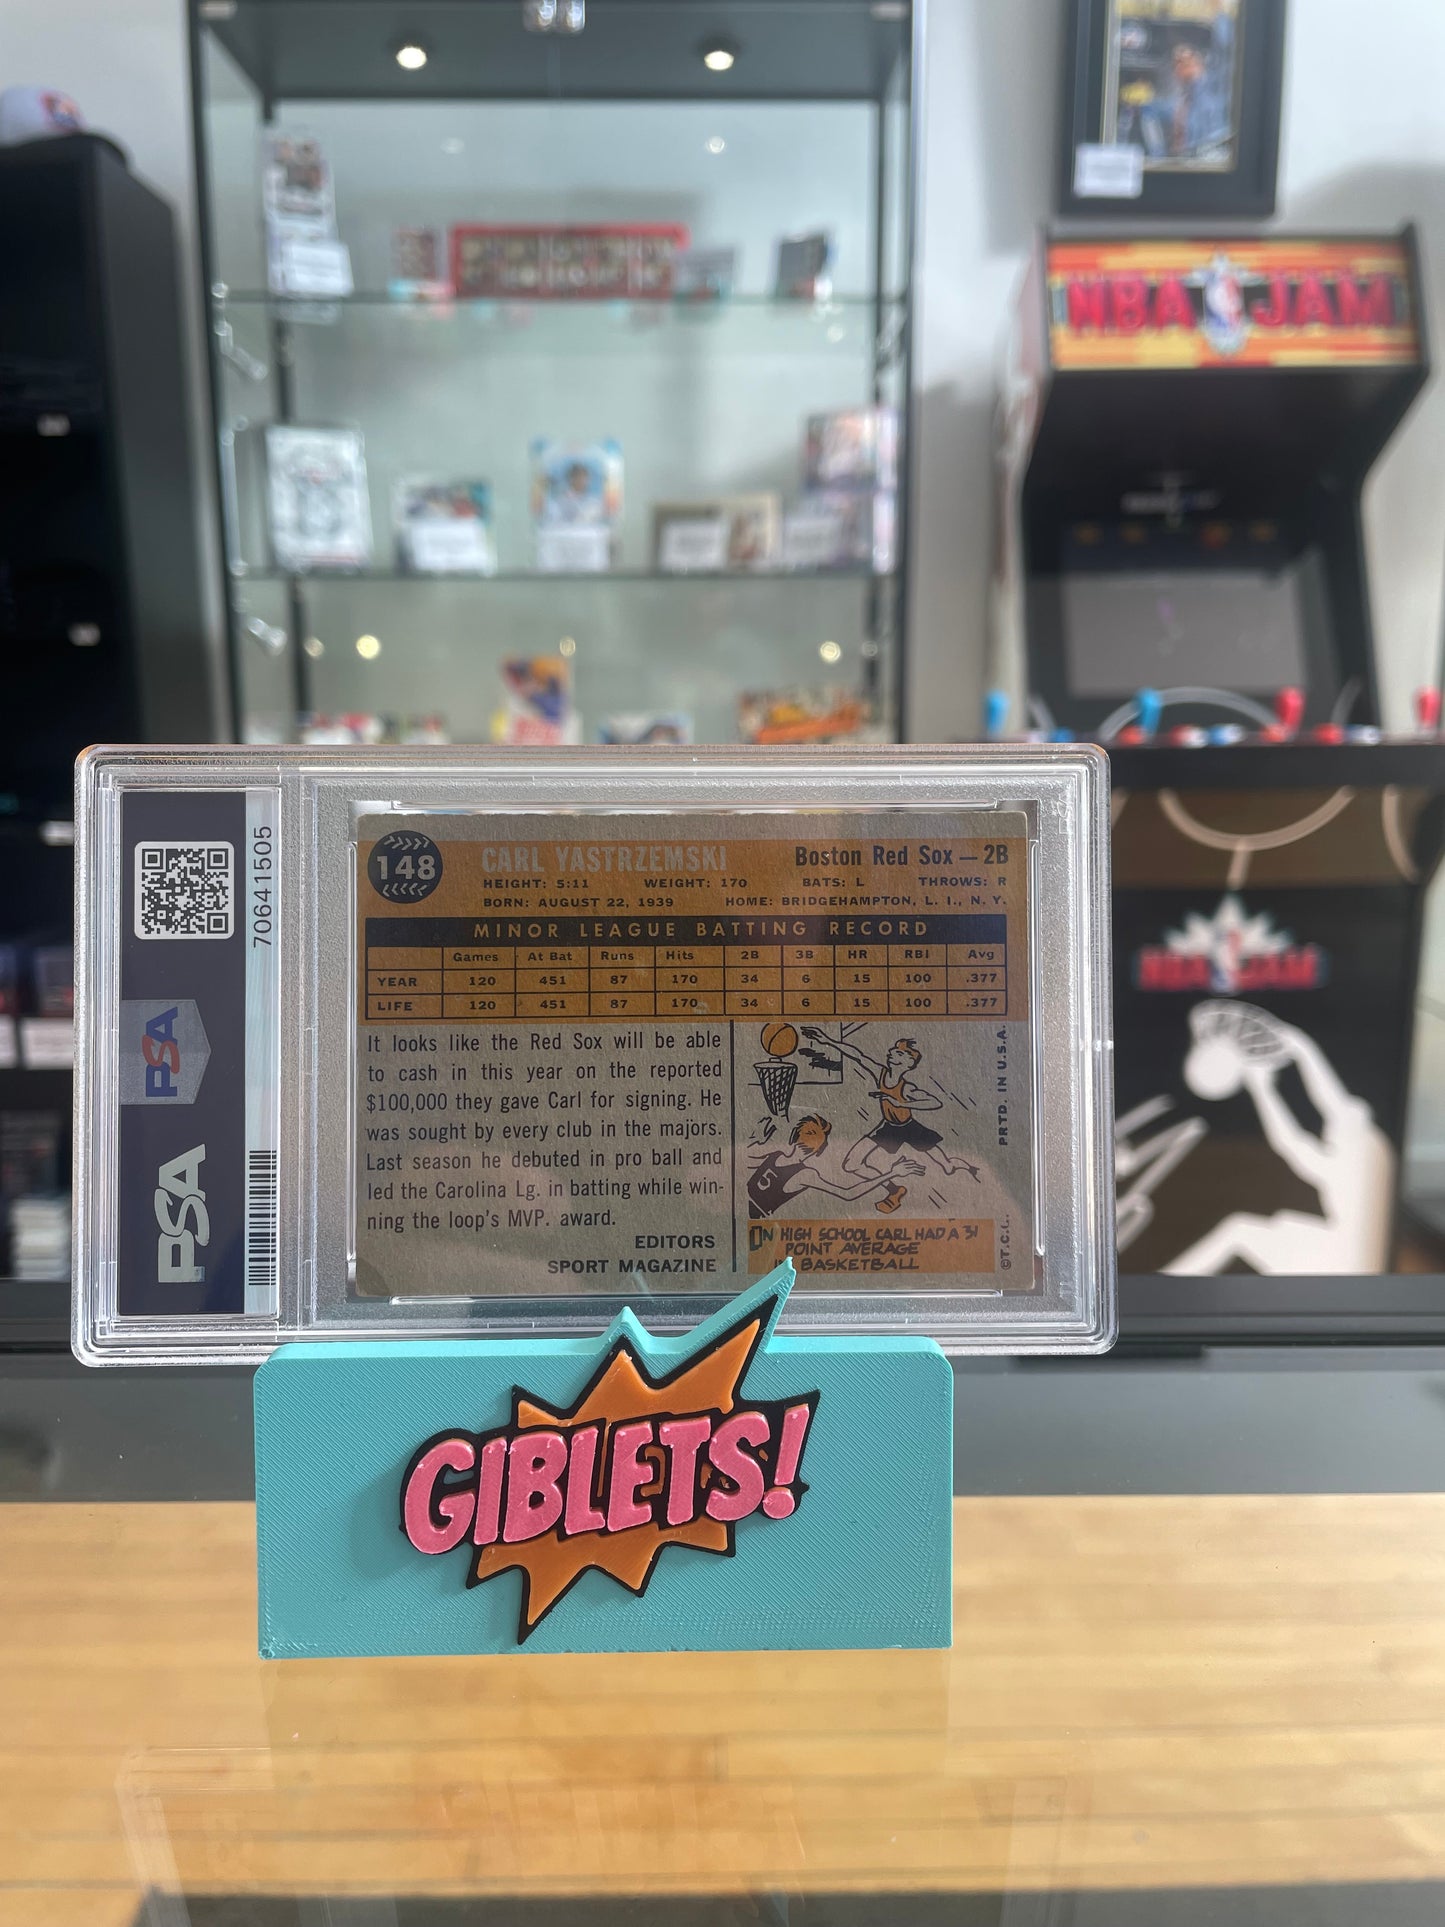 NBA JAM
NBA JAM
70641505
PSA
PSA
148
CARL YASTRZEMSKI
Boston Red Sox — 2B
HEIGHT: 5:11 WEIGHT: 170 BATS: L THROWS: R
BORN: AUGUST 22, 1939 HOME: BRIDGEHAMPTON, L. I., N. Y.
MINOR LEAGUE BATTING RECORD
Games At Bat Runs Hits 2B 3B HR RBI Avg
YEAR 120 451 87 170 34 6 15 100 .377
LIFE 120 451 87 170 34 6 15 100 .377
It looks like the Red Sox will be able
to cash in this year on the reported
$100,000 they gave Carl for signing. He
was sought by every club in the majors.
Last season he debuted in pro ball and
led the Carolina Lg. in batting while win-
ning the loop's MVP. award.
EDITORS
SPORT MAGAZINE
5
IN HIGH SCHOOL CARL HAD A 31
POINT AVERAGE
IN BASKETBALL
PRTD. IN U.S.A.
©T.C.G.
GIBLETS!